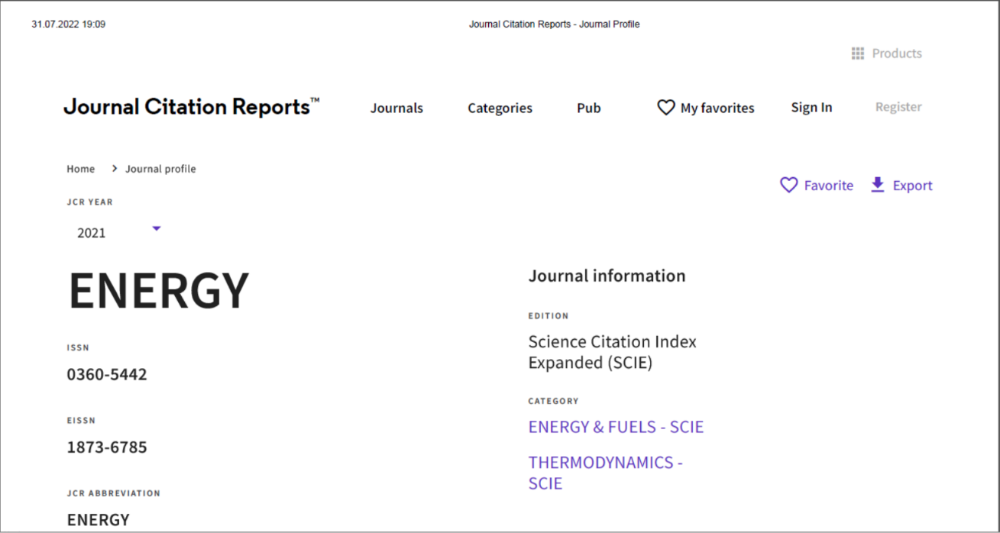 31.07.2022 19:09
Journal Citation Reports - Journal Profile
Products
Journal Citation Reports™
Journals
Categories
Pub
My favorites
Sign In
Register
Home > Journal profile
Favorite
Export
JCR YEAR
2021
ENERGY
ISSN
0360-5442
EISSN
1873-6785
JCR ABBREVIATION
ENERGY
Journal information
EDITION
Science Citation Index
Expanded (SCIE)
CATEGORY
ENERGY & FUELS - SCIE
THERMODYNAMICS -
SCIE